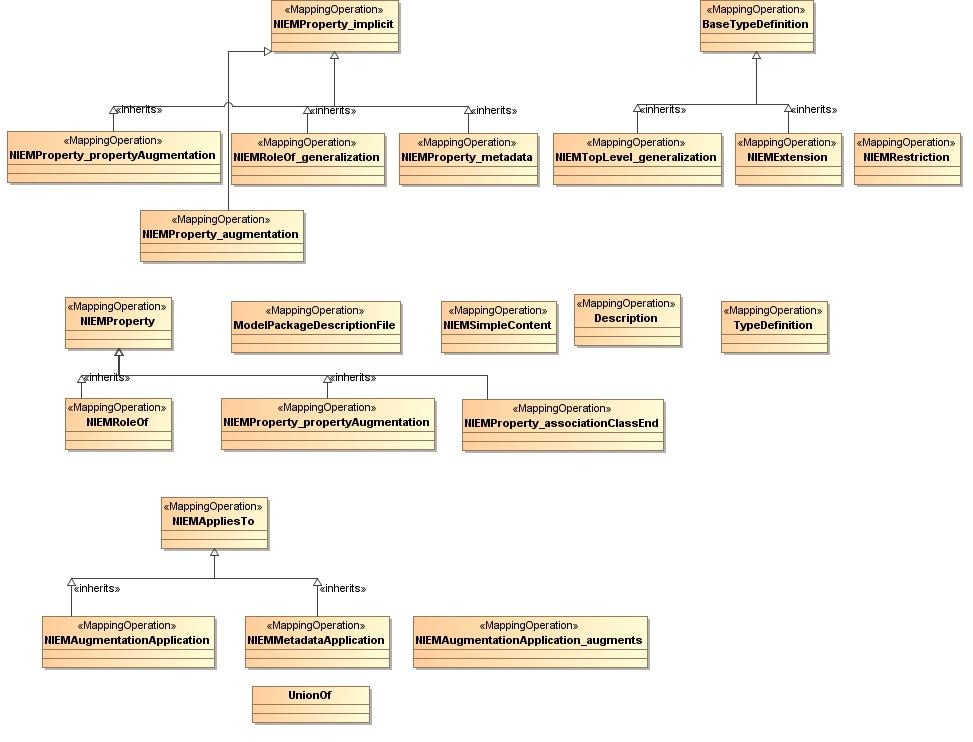 «MappingOperation»
NIEMProperty_implicit
«MappingOperation»
BaseTypeDefinition
«inherits»
«inherits»
«inherits»
«inherits»
«inherits»
«MappingOperation»
NIEMProperty_propertyAugmentation
«MappingOperation»
NIEMRoleOf_generalization
«MappingOperation»
NIEMProperty_metadata
«MappingOperation»
NIEMTopLevel_generalization
«MappingOperation»
NIEMExtension
«MappingOperation»
NIEMRestriction
«MappingOperation»
NIEMProperty_augmentation
«MappingOperation»
NIEMProperty
«MappingOperation»
ModelPackageDescriptionFile
«MappingOperation»
NIEMSimpleContent
«MappingOperation»
Description
«MappingOperation»
TypeDefinition
«inherits»
«inherits»
«MappingOperation»
NIEMRoleOf
«MappingOperation»
NIEMProperty_propertyAugmentation
«MappingOperation»
NIEMProperty_associationClassEnd
«MappingOperation»
NIEMAppliesTo
«inherits»
«inherits»
«MappingOperation»
NIEMAugmentationApplication
«MappingOperation»
NIEMMetadataApplication
«MappingOperation»
NIEMAugmentationApplication_augments
UnionOf